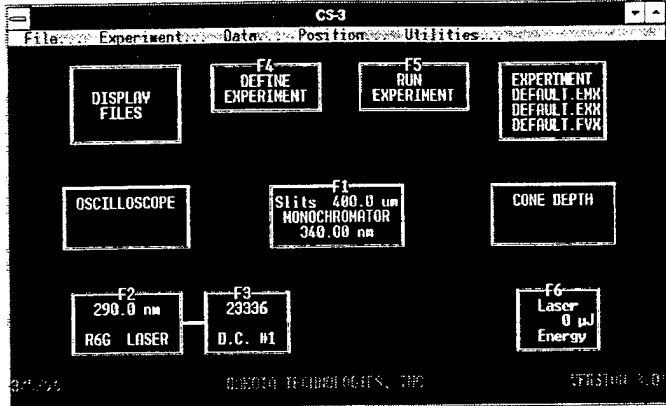 CS-3
File Experiment Data Position Utilities
DISPLAY
FILES
F4
DEFINE
EXPERIMENT
F5
RUN
EXPERIMENT
EXPERIMENT
DEFAULT.EMX
DEFAULT.EXX
DEFAULT.FVX
OSCILLOSCOPE
F1
Slits 400.0 um
MONOCHROMATOR
340.00 nm
CONE DEPTH
F2
290.0 nm
R6G LASER
F3
23336
D.C. #1
F6
Laser
0 µJ
Energy
DAKOTA TECHNOLOGIES, INC
VERSION